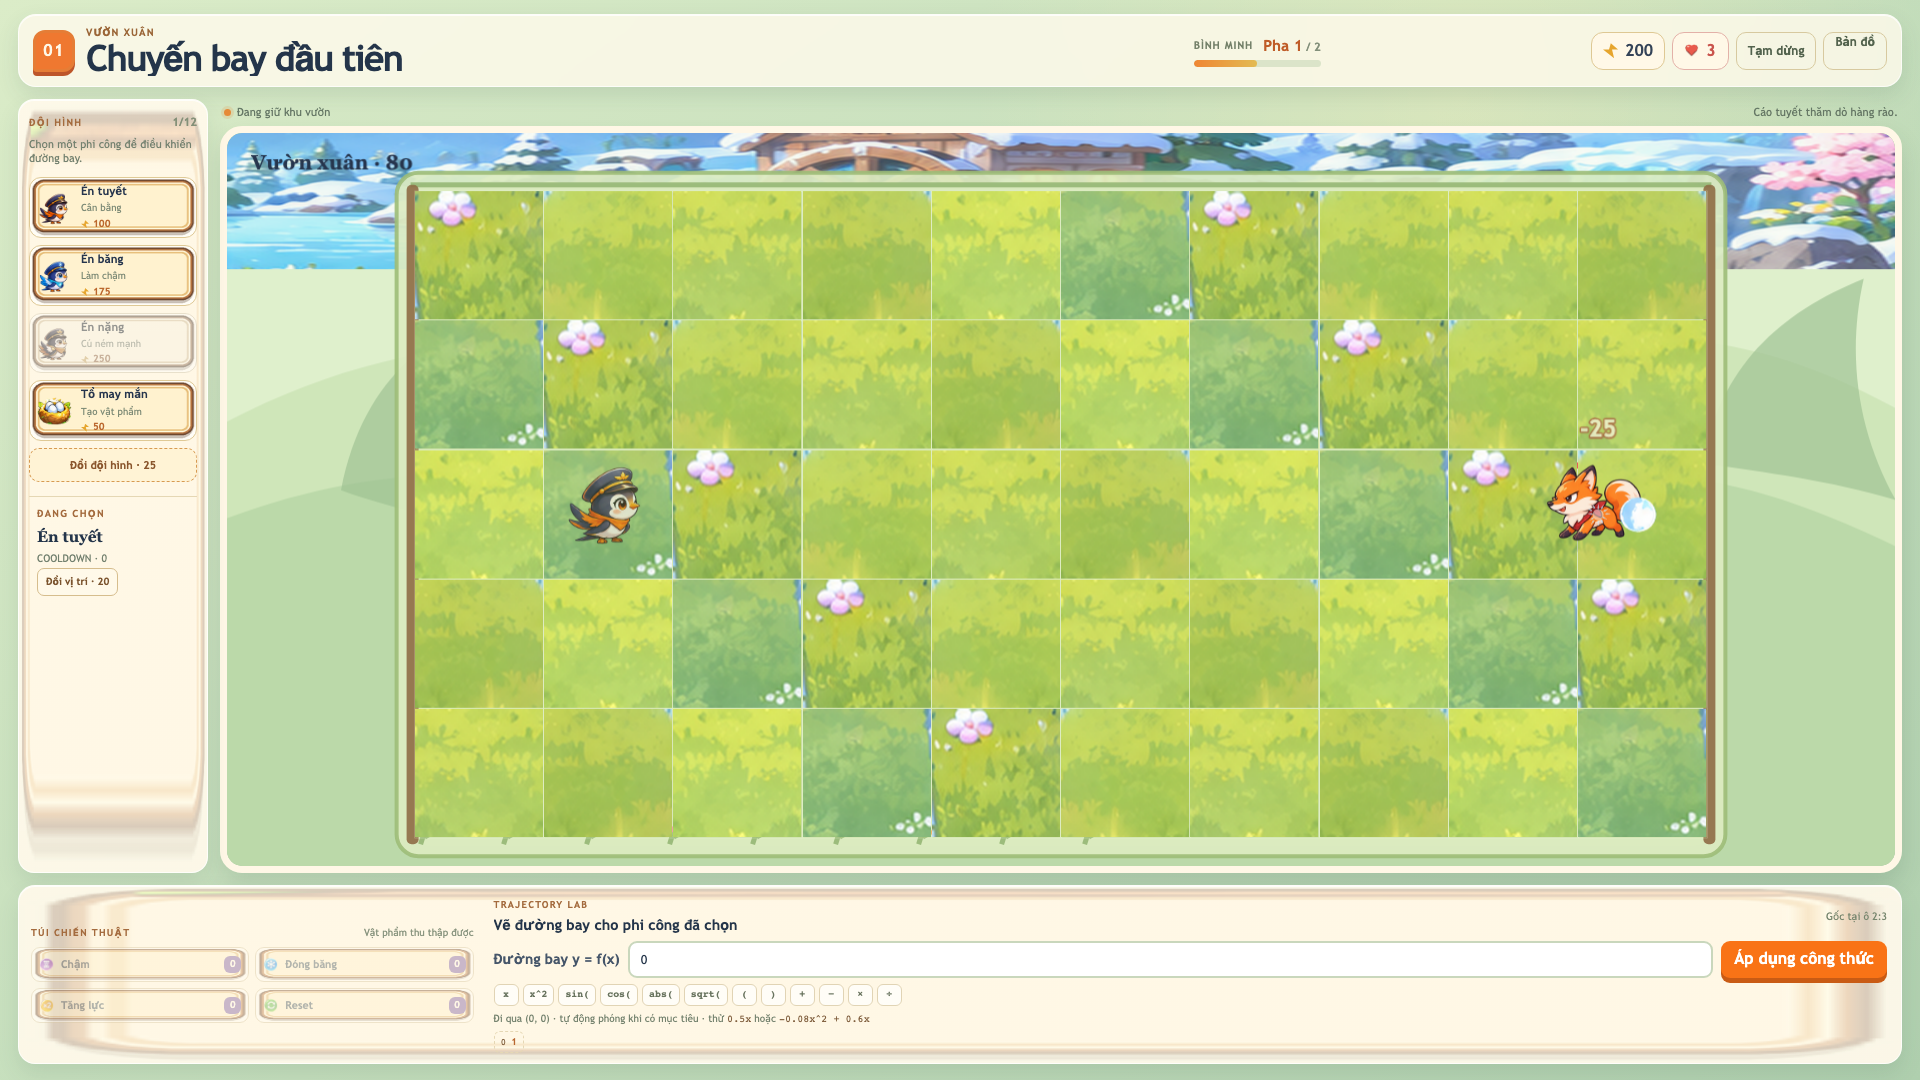 01
VƯỜN XUÂN
Chuyến bay đầu tiên
BÌNH MINH Pha 1 / 2
200
3
Tạm dừng
Bản đồ
ĐỘI HÌNH 1/12
Chọn một phi công để điều khiển
đường bay.
Én tuyết
Cân bằng
100
Én băng
Làm chậm
175
Én nặng
Cú ném mạnh
250
Tổ may mắn
Tạo vật phẩm
50
Đổi đội hình · 25
ĐANG CHỌN
Én tuyết
COOLDOWN · 0
Đổi vị trí · 20
Đang giữ khu vườn
Cáo tuyết thăm dò hàng rào.
Vườn xuân · 80
-25
TÚI CHIẾN THUẬT Vật phẩm thu thập được
Chậm 0
Đóng băng 0
Tăng lực 0
Reset 0
TRAJECTORY LAB
Vẽ đường bay cho phi công đã chọn
Gốc tại ô 2:3
Đường bay y = f(x) 0
Áp dụng công thức
x x^2 sin( cos( abs( sqrt( ( ) + − × ÷
Đi qua (0, 0) · tự động phóng khi có mục tiêu · thử 0.5x hoặc −0.08x^2 + 0.6x
0 1